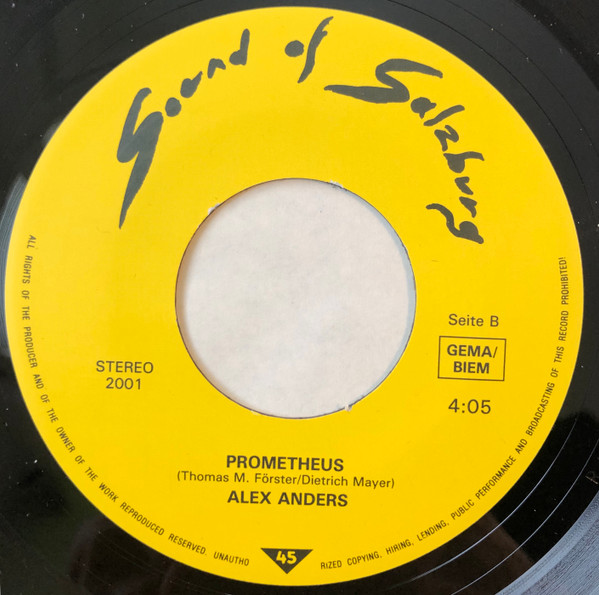 Sound of Salzburg
Seite B
GEMA/
BIEM
STEREO
2001
4:05
PROMETHEUS
(Thomas M. Förster/Dietrich Mayer)
ALEX ANDERS
ALL RIGHTS OF THE PRODUCER AND OF THE OWNER OF THE WORK REPRODUCED RESERVED. UNAUTHO
45
RIZED COPYING, HIRING, LENDING, PUBLIC PERFORMANCE AND BROADCASTING OF THIS RECORD PROHIBITED!